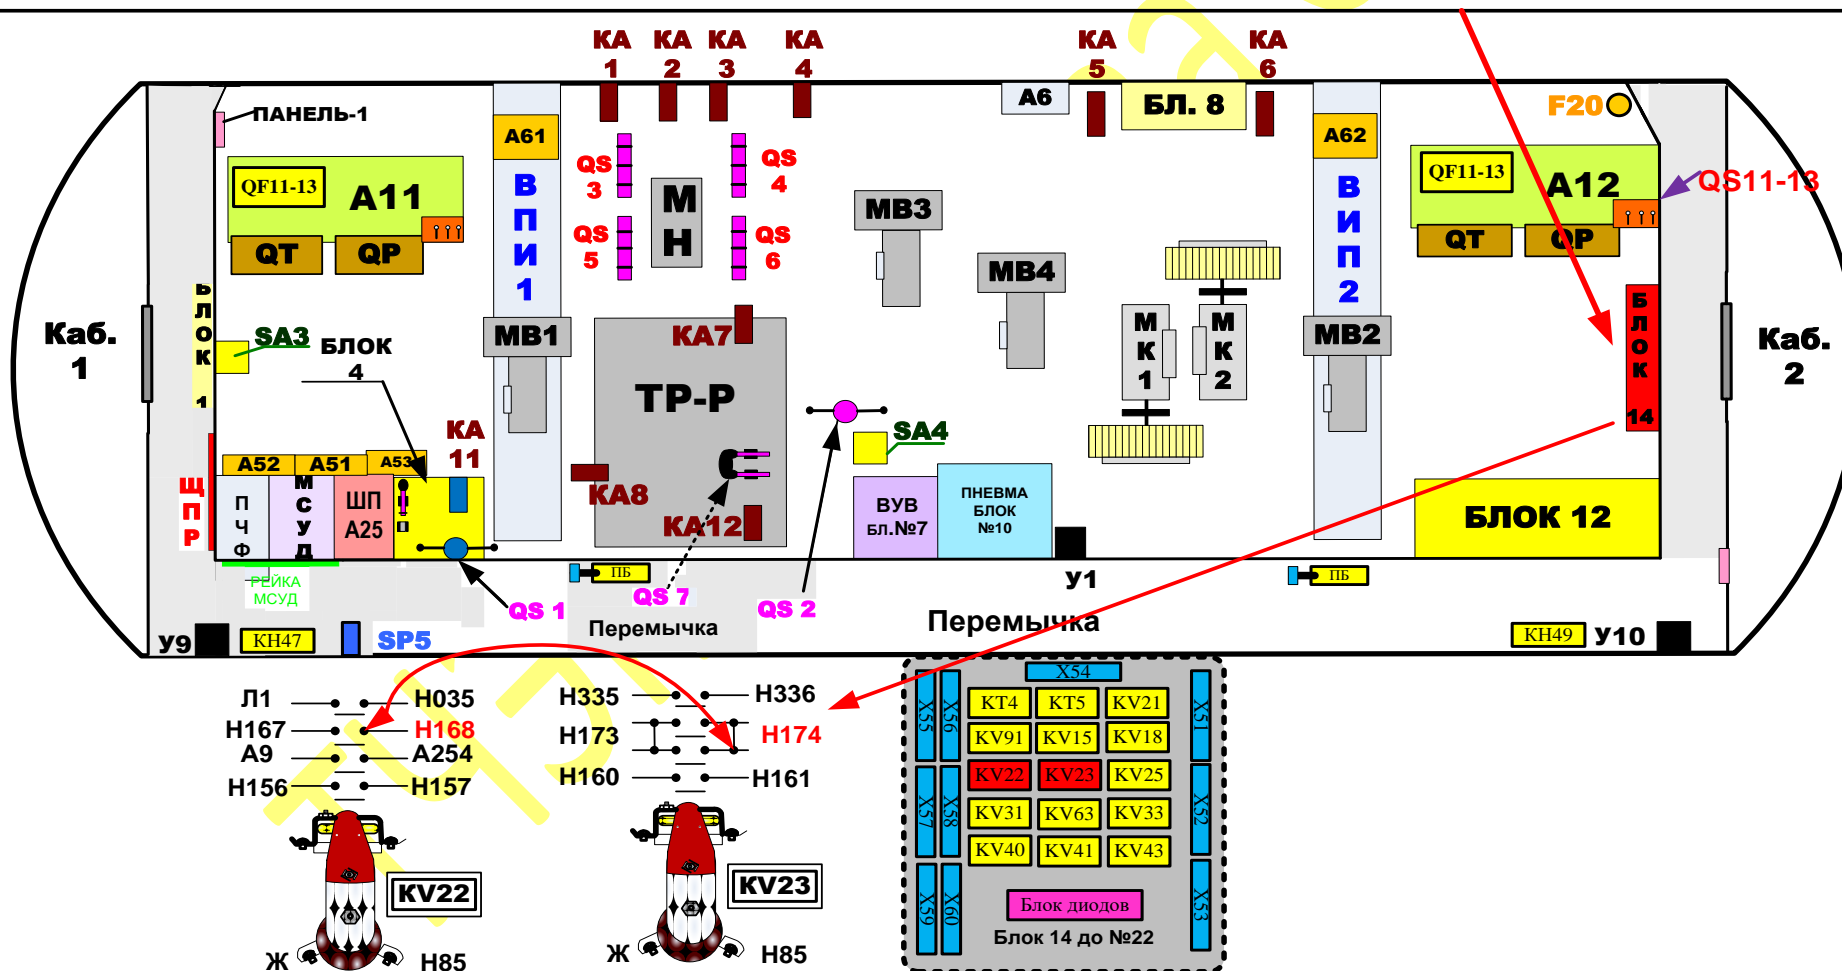 КА 1
КА 2
КА 3
КА 4
КА 5
КА 6
ПАНЕЛЬ-1
А61
А6
БЛ. 8
А62
F20
QF11-13
А11
QT
QP
ВПИ1
QS 3
QS 4
QS 5
QS 6
МН
МВ3
МВ4
ВИП2
QF11-13
А12
QS11-13
QT
QP
Каб. 1
БЛОК 1
SA3
БЛОК 4
МВ1
КА7
ТР-Р
МК1
МК2
МВ2
БЛОК 14
Каб. 2
КА 11
SA4
А52
А51
А53
ЩПР
ПЧФ
МСУД
ШП А25
КА8
КА12
ВУВ бл.№7
ПНЕВМА БЛОК №10
БЛОК 12
РЕЙКА МСУД
QS 1
ПБ
QS 7
QS 2
У1
ПБ
Перемычка
Перемычка
У9
КН47
SP5
КН49
У10
Л1
Н035
Н167
Н168
А9
А254
Н156
Н157
KV22
Ж
Н85
Н335
Н336
Н173
Н174
Н160
Н161
KV23
Ж
Н85
X54
X55
X56
X51
KT4
KT5
KV21
KV91
KV15
KV18
KV22
KV23
KV25
X57
X58
X52
KV31
KV63
KV33
KV40
KV41
KV43
X59
X60
X53
Блок диодов
Блок 14 до №22